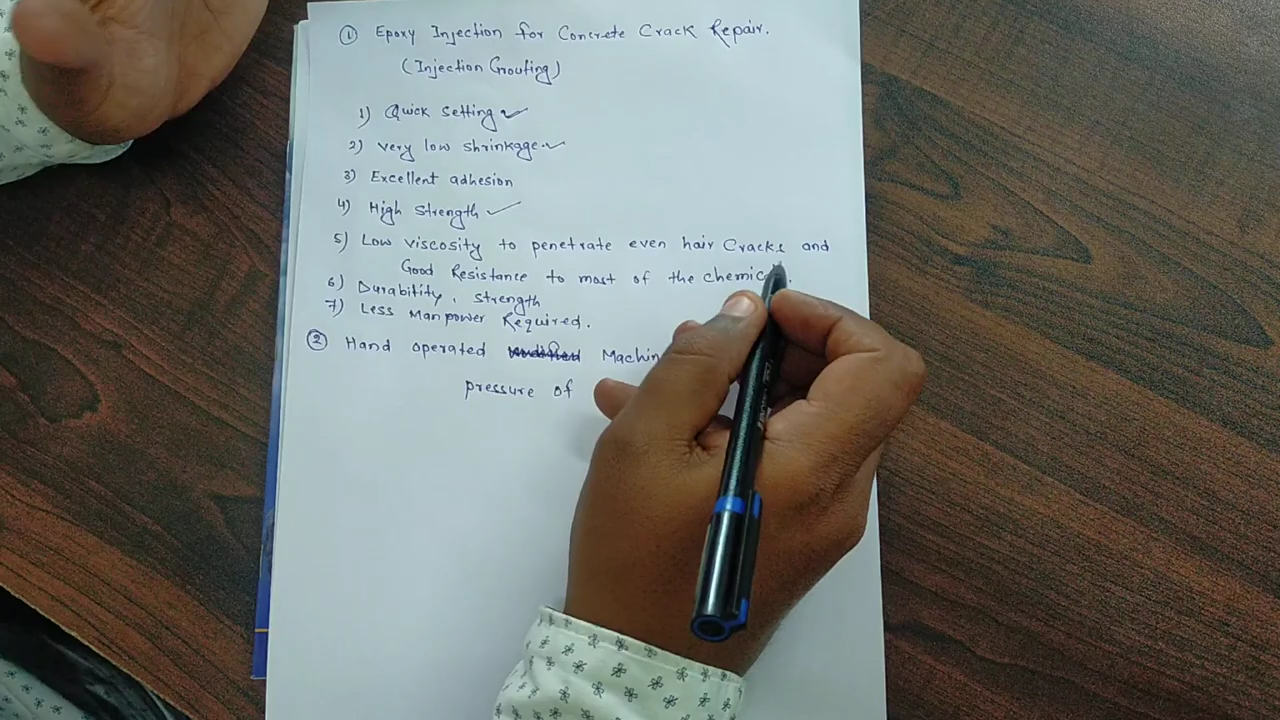 ① Epoxy Injection for Concrete Crack Repair.
(Injection Grouting)
1) Quick setting
2) very low shrinkage.
3) Excellent adhesion
4) High strength
5) Low viscosity to penetrate even hair Cracks and
Good Resistance to most of the
6) Durability, strength
7) Less Manpower Required.
② Hand operated
pressure of